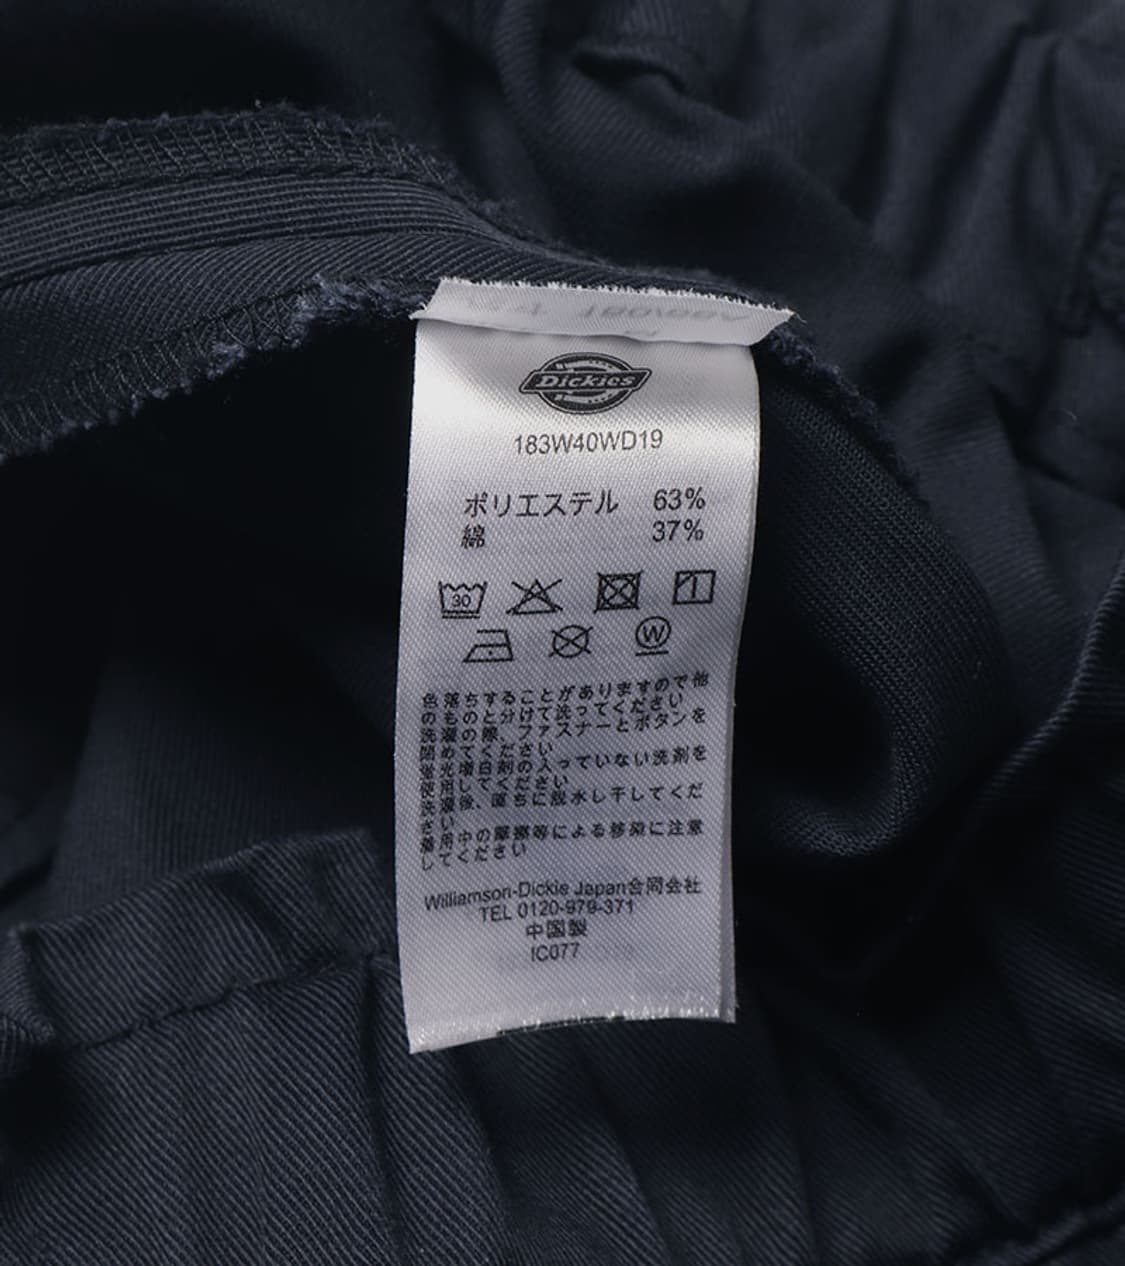 Dickies
183W40WD19
ポリエステル 63%
綿 37%
30
W
色落ちすることがありますので他
のものと分けて洗ってください
洗濯の際、ファスナーとボタンを
閉めてください
蛍光増白剤の入っていない洗剤を
使用してください
洗濯後、直ちに脱水し干してくだ
さい
着用中の摩擦等による移染に注意
してください
Williamson-Dickie Japan合同会社
TEL 0120-979-371
中国製
IC077